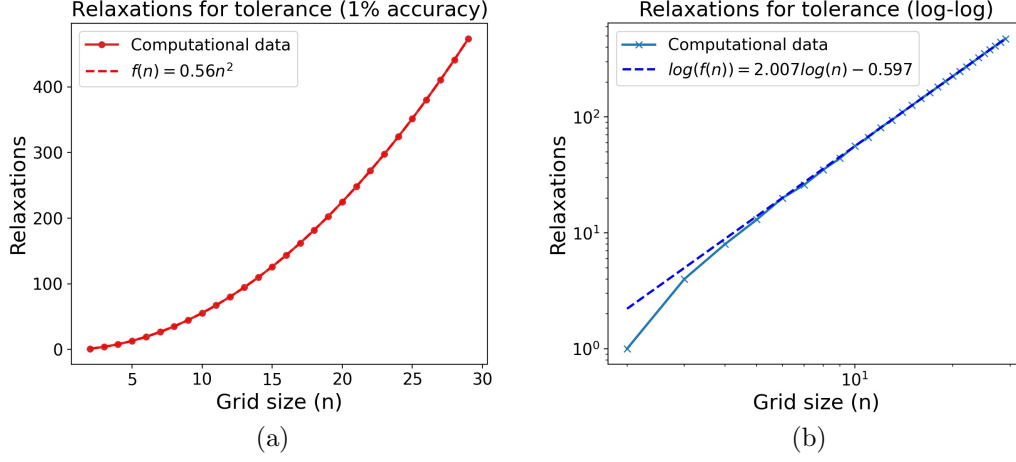 Relaxations for tolerance (1% accuracy)
Computational data
f(n) = 0.56n²
400
300
200
100
0
Relaxations
5 10 15 20 25 30
Grid size (n)
(a)
Relaxations for tolerance (log-log)
Computational data
log(f(n)) = 2.007log(n) − 0.597
10²
10¹
10⁰
Relaxations
10¹
Grid size (n)
(b)